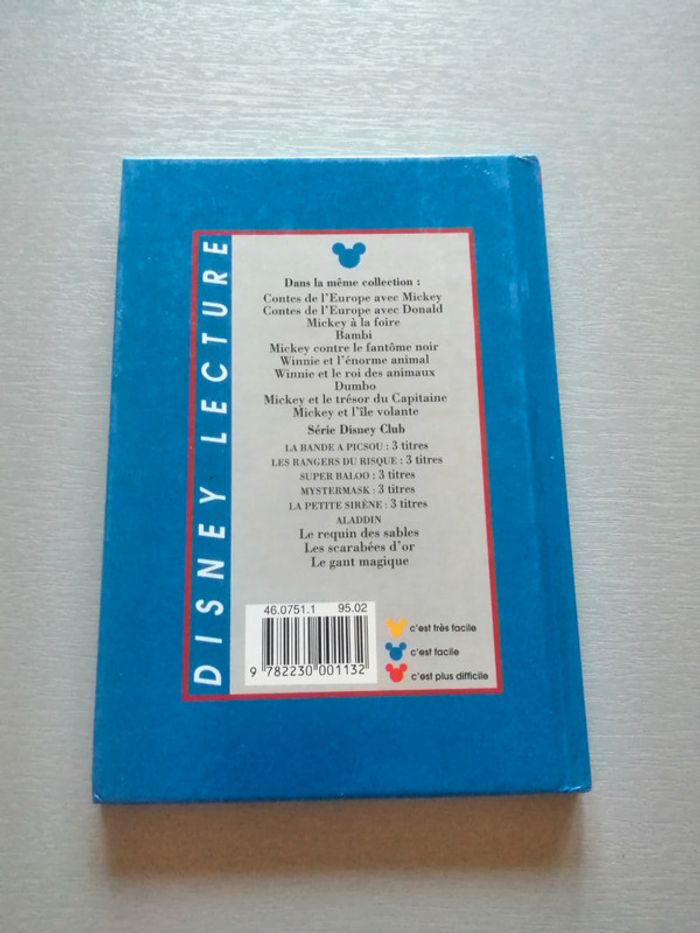 DISNEY LECTURE
Dans la même collection :
Contes de l'Europe avec Mickey
Contes de l'Europe avec Donald
Mickey à la foire
Bambi
Mickey contre le fantôme noir
Winnie et l'énorme animal
Winnie et le roi des animaux
Dumbo
Mickey et le trésor du Capitaine
Mickey et l'île volante
Série Disney Club
LA BANDE A PICSOU : 3 titres
LES RANGERS DU RISQUE : 3 titres
SUPER BALOO : 3 titres
MYSTERMASK : 3 titres
LA PETITE SIRÈNE : 3 titres
ALADDIN
Le requin des sables
Les scarabées d'or
Le gant magique
46.0751.1 95.02
9 782230 001132
c'est très facile
c'est facile
c'est plus difficile